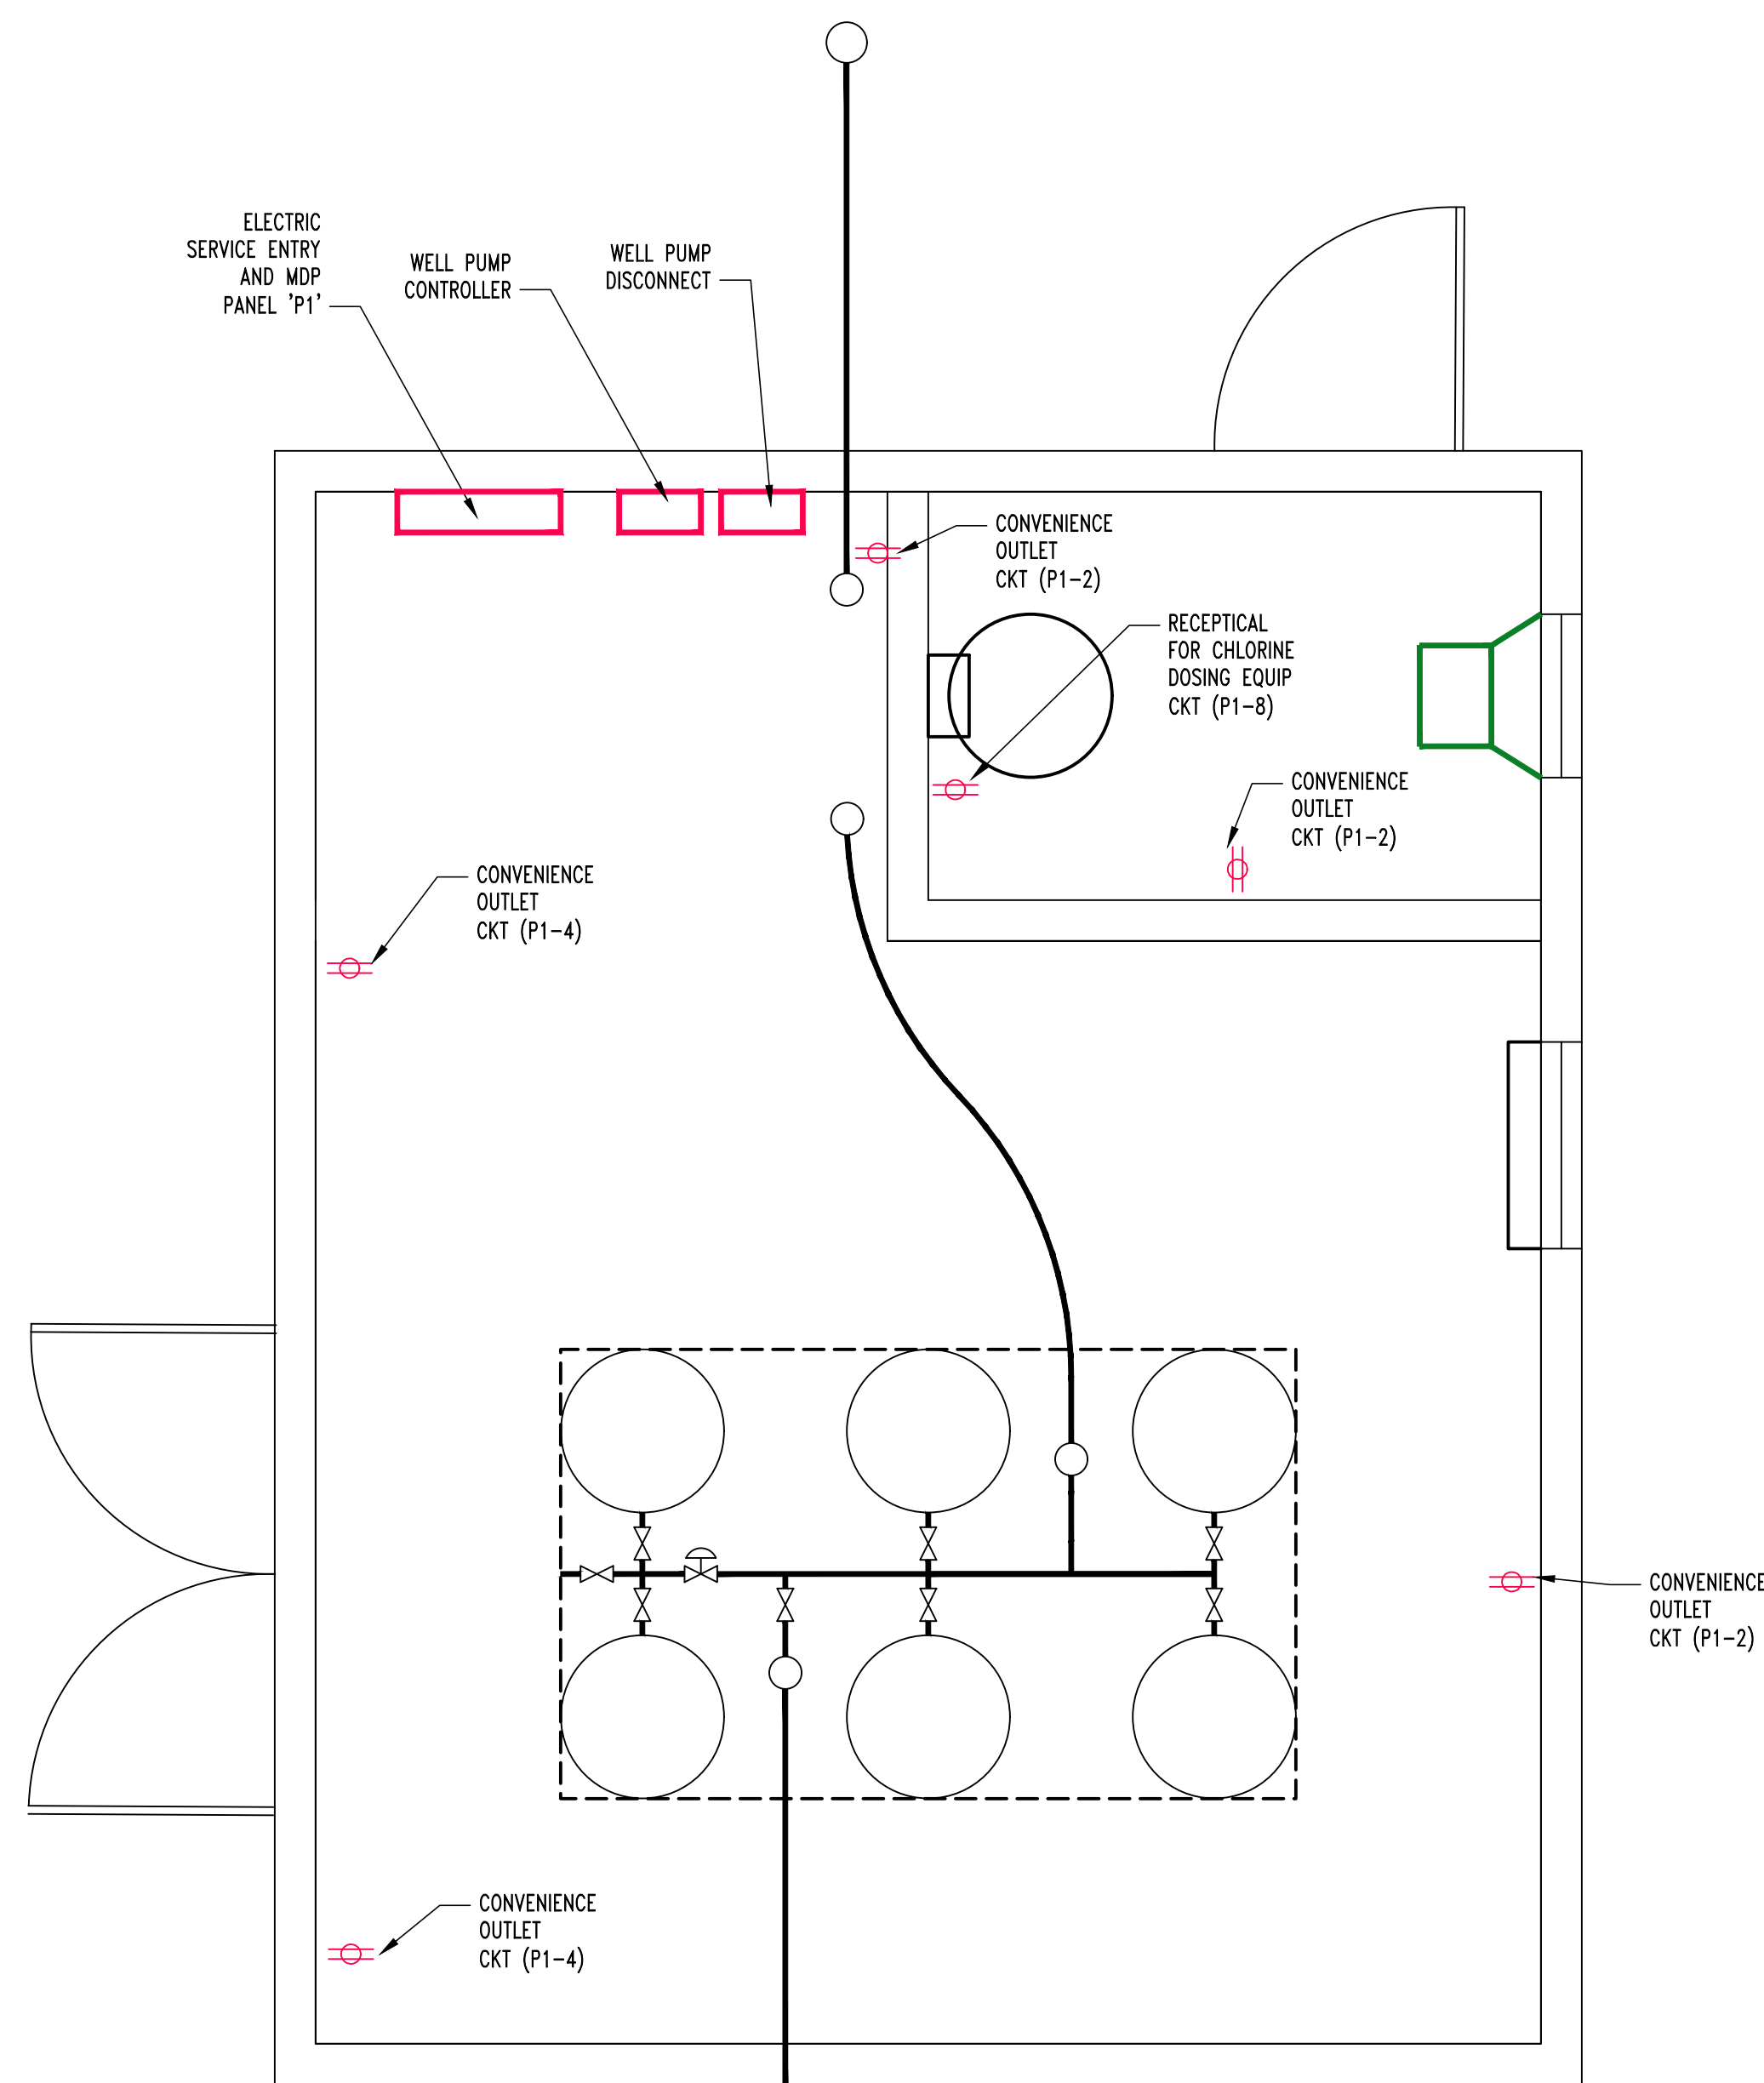 ELECTRIC
SERVICE ENTRY
AND MDP
PANEL 'P1'
WELL PUMP
CONTROLLER
WELL PUMP
DISCONNECT
CONVENIENCE
OUTLET
CKT (P1-2)
RECEPTICAL
FOR CHLORINE
DOSING EQUIP
CKT (P1-8)
CONVENIENCE
OUTLET
CKT (P1-2)
CONVENIENCE
OUTLET
CKT (P1-4)
CONVENIENCE
OUTLET
CKT (P1-2)
CONVENIENCE
OUTLET
CKT (P1-4)